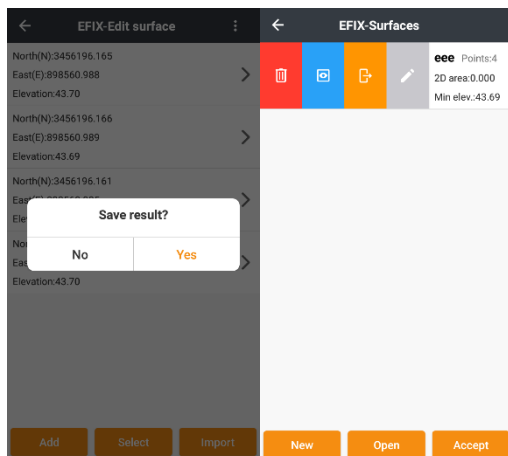 EFIX-Edit surface
North(N):3456196.165
East(E):898560.988
Elevation:43.70
North(N):3456196.166
East(E):898560.989
Elevation:43.69
North(N):3456196.161
Save result?
No
Yes
Elevation:43.70
Add
Select
Import
EFIX-Surfaces
eee Points:4
2D area:0.000
Min elev.:43.69
New
Open
Accept